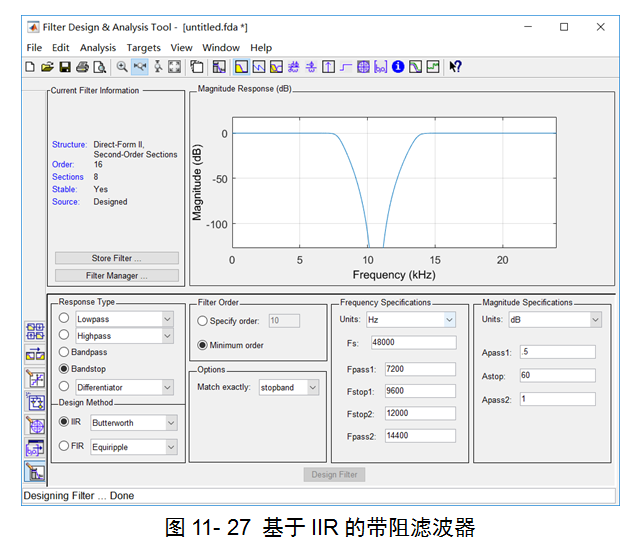 Filter Design & Analysis Tool - [untitled.fda *]
File Edit Analysis Targets View Window Help
Current Filter Information
Structure: Direct-Form II,
Second-Order Sections
Order: 16
Sections 8
Stable: Yes
Source: Designed
Store Filter ...
Filter Manager ...
Magnitude Response (dB)
Magnitude (dB)
0
-50
-100
0 5 10 15 20
Frequency (kHz)
Response Type
Lowpass
Highpass
Bandpass
Bandstop
Differentiator
Design Method
IIR Butterworth
FIR Equiripple
Filter Order
Specify order: 10
Minimum order
Options
Match exactly: stopband
Frequency Specifications
Units: Hz
Fs: 48000
Fpass1: 7200
Fstop1: 9600
Fstop2: 12000
Fpass2: 14400
Magnitude Specifications
Units: dB
Apass1: .5
Astop: 60
Apass2: 1
Design Filter
Designing Filter ... Done
图 11- 27 基于 IIR 的带阻滤波器